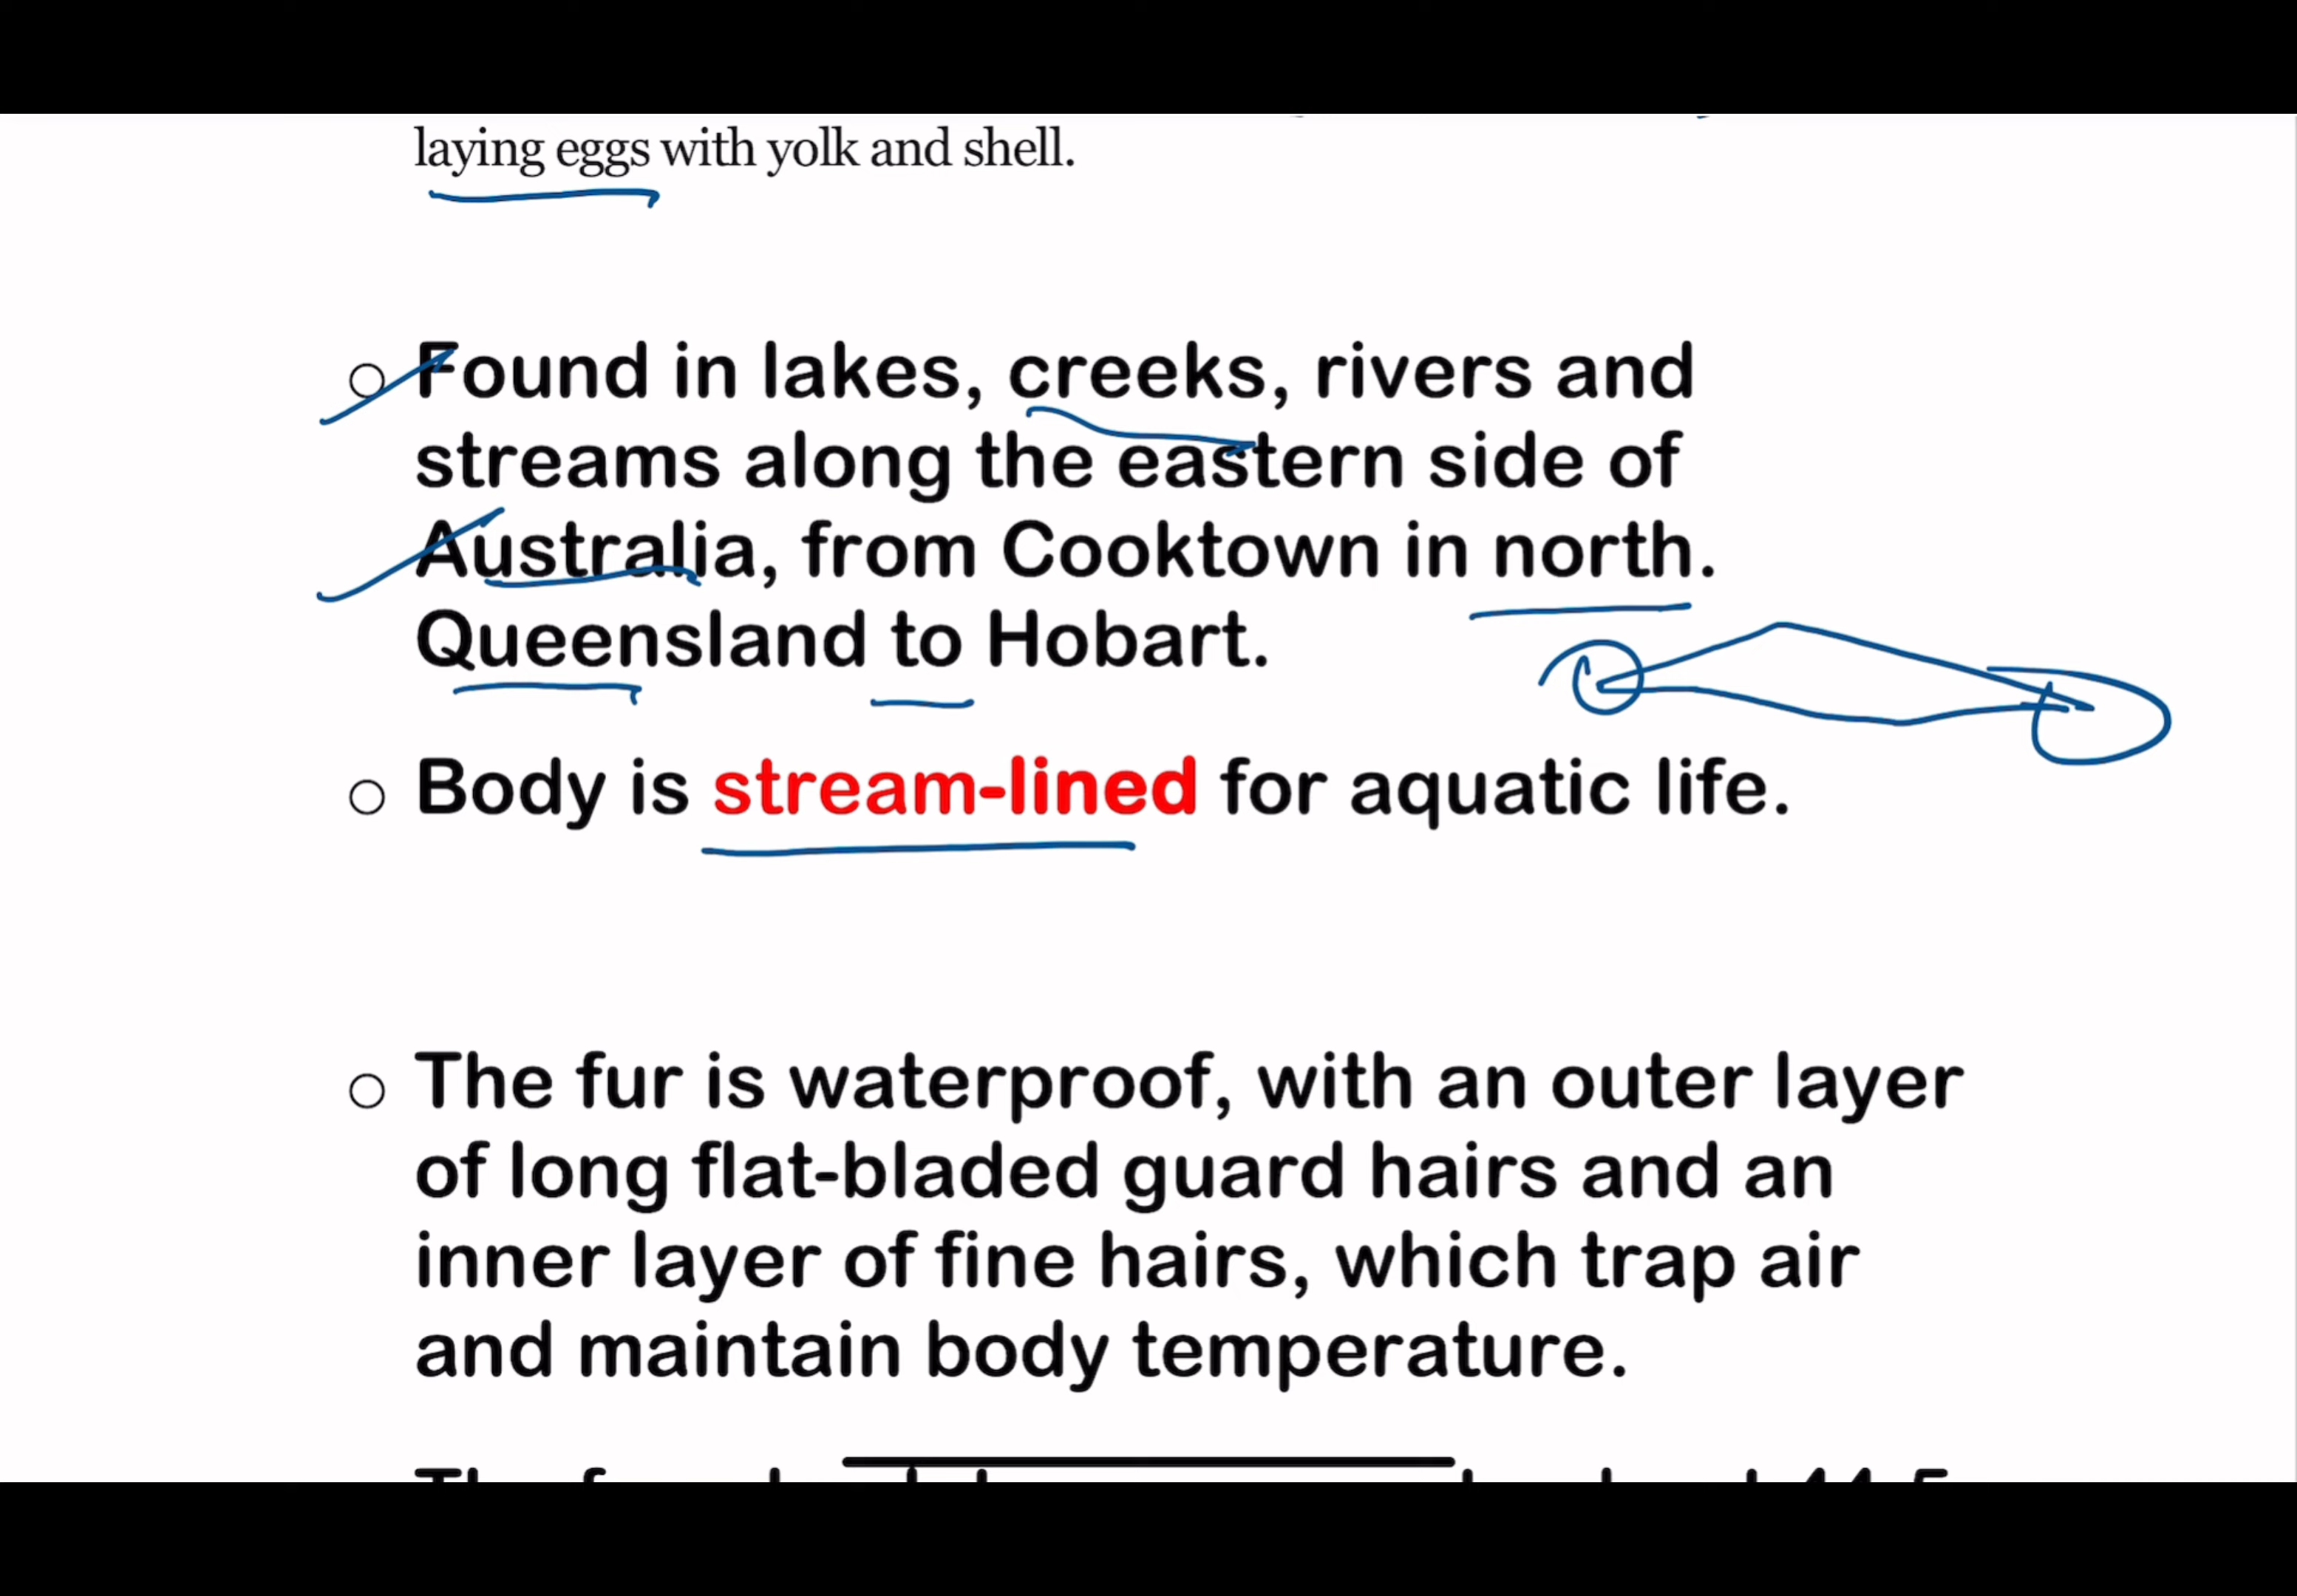 laying eggs with yolk and shell.
○ Found in lakes, creeks, rivers and
streams along the eastern side of
Australia, from Cooktown in north.
Queensland to Hobart.
○ Body is stream-lined for aquatic life.
○ The fur is waterproof, with an outer layer
of long flat-bladed guard hairs and an
inner layer of fine hairs, which trap air
and maintain body temperature.